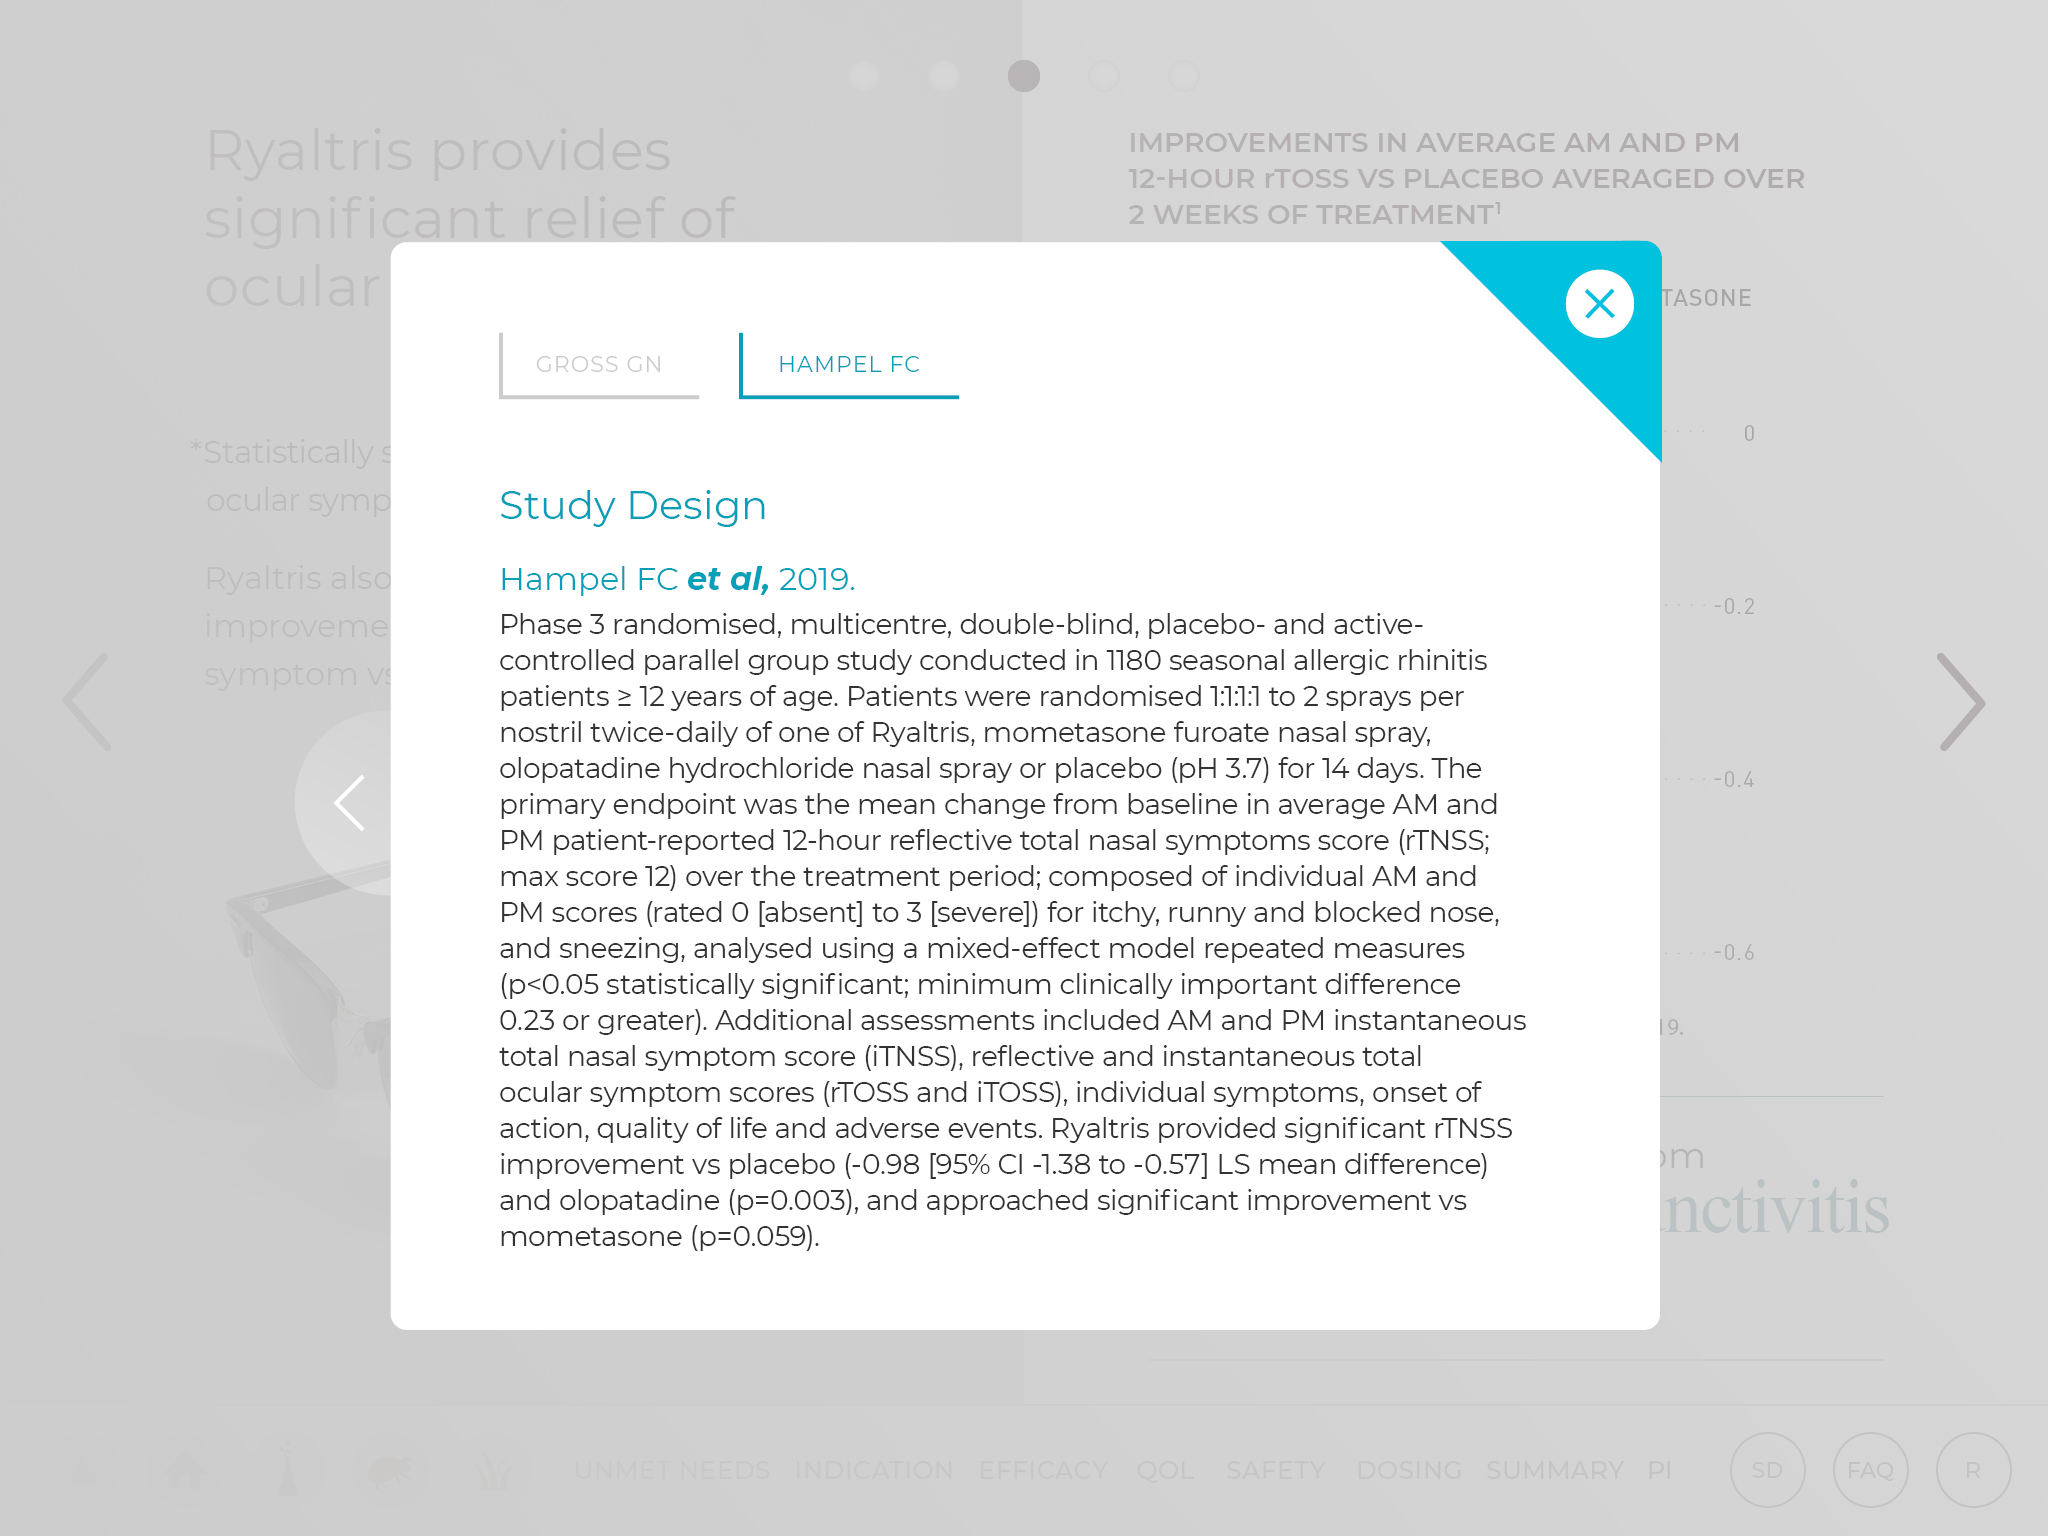 Ryaltris provides
significant relief of
ocular
*Statistically
ocular
Ryaltris also
symptom vs
IMPROVEMENTS IN AVERAGE AM AND PM
12-HOUR rTOSS VS PLACEBO AVERAGED OVER
2 WEEKS OF TREATMENT¹
0
-0.2
-0.4
-0.6
GROSS GN
HAMPEL FC
Study Design
Hampel FC et al, 2019.
Phase 3 randomised, multicentre, double-blind, placebo- and active-
controlled parallel group study conducted in 1180 seasonal allergic rhinitis
patients ≥ 12 years of age. Patients were randomised 1:1:1:1 to 2 sprays per
nostril twice-daily of one of Ryaltris, mometasone furoate nasal spray,
olopatadine hydrochloride nasal spray or placebo (pH 3.7) for 14 days. The
primary endpoint was the mean change from baseline in average AM and
PM patient-reported 12-hour reflective total nasal symptoms score (rTNSS;
max score 12) over the treatment period; composed of individual AM and
PM scores (rated 0 [absent] to 3 [severe]) for itchy, runny and blocked nose,
and sneezing, analysed using a mixed-effect model repeated measures
(p<0.05 statistically significant; minimum clinically important difference
0.23 or greater). Additional assessments included AM and PM instantaneous
total nasal symptom score (iTNSS), reflective and instantaneous total
ocular symptom scores (rTOSS and iTOSS), individual symptoms, onset of
action, quality of life and adverse events. Ryaltris provided significant rTNSS
improvement vs placebo (-0.98 [95% CI -1.38 to -0.57] LS mean difference)
and olopatadine (p=0.003), and approached significant improvement vs
mometasone (p=0.059).
UNMET NEEDS INDICATION EFFICACY QOL SAFETY DOSING SUMMARY PI SD FAQ R